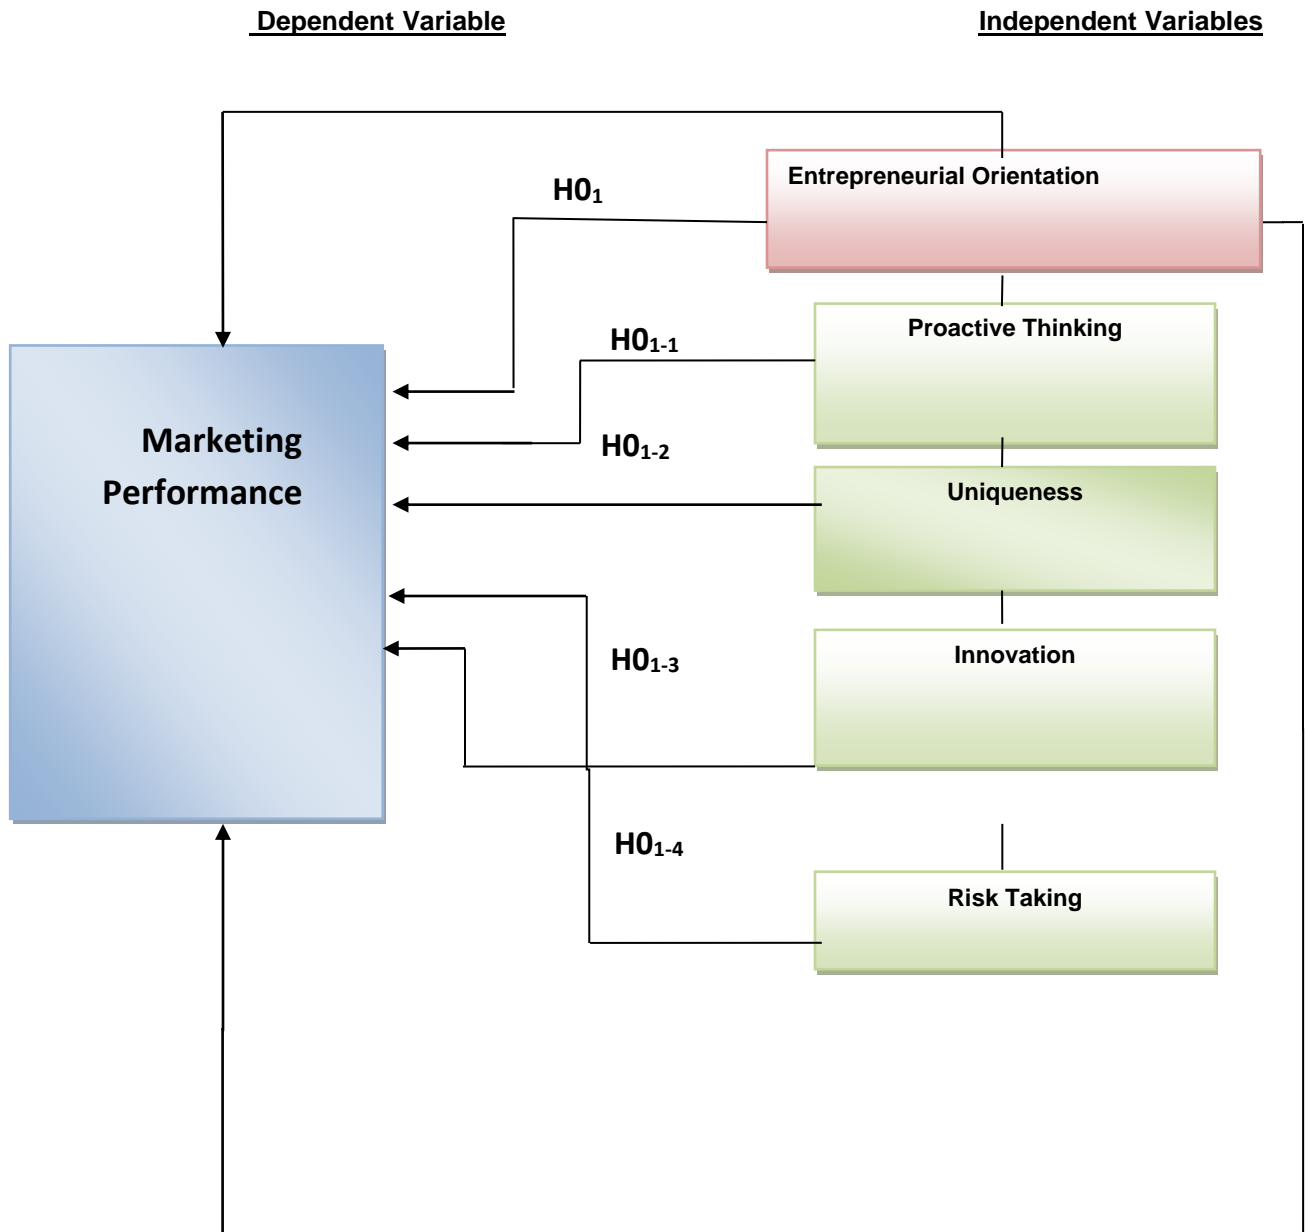 Dependent Variable
Independent Variables
Entrepreneurial Orientation
H0₁
Proactive Thinking
H0₁₋₁
Marketing
Performance
H0₁₋₂
Uniqueness
H0₁₋₃
Innovation
H0₁₋₄
Risk Taking